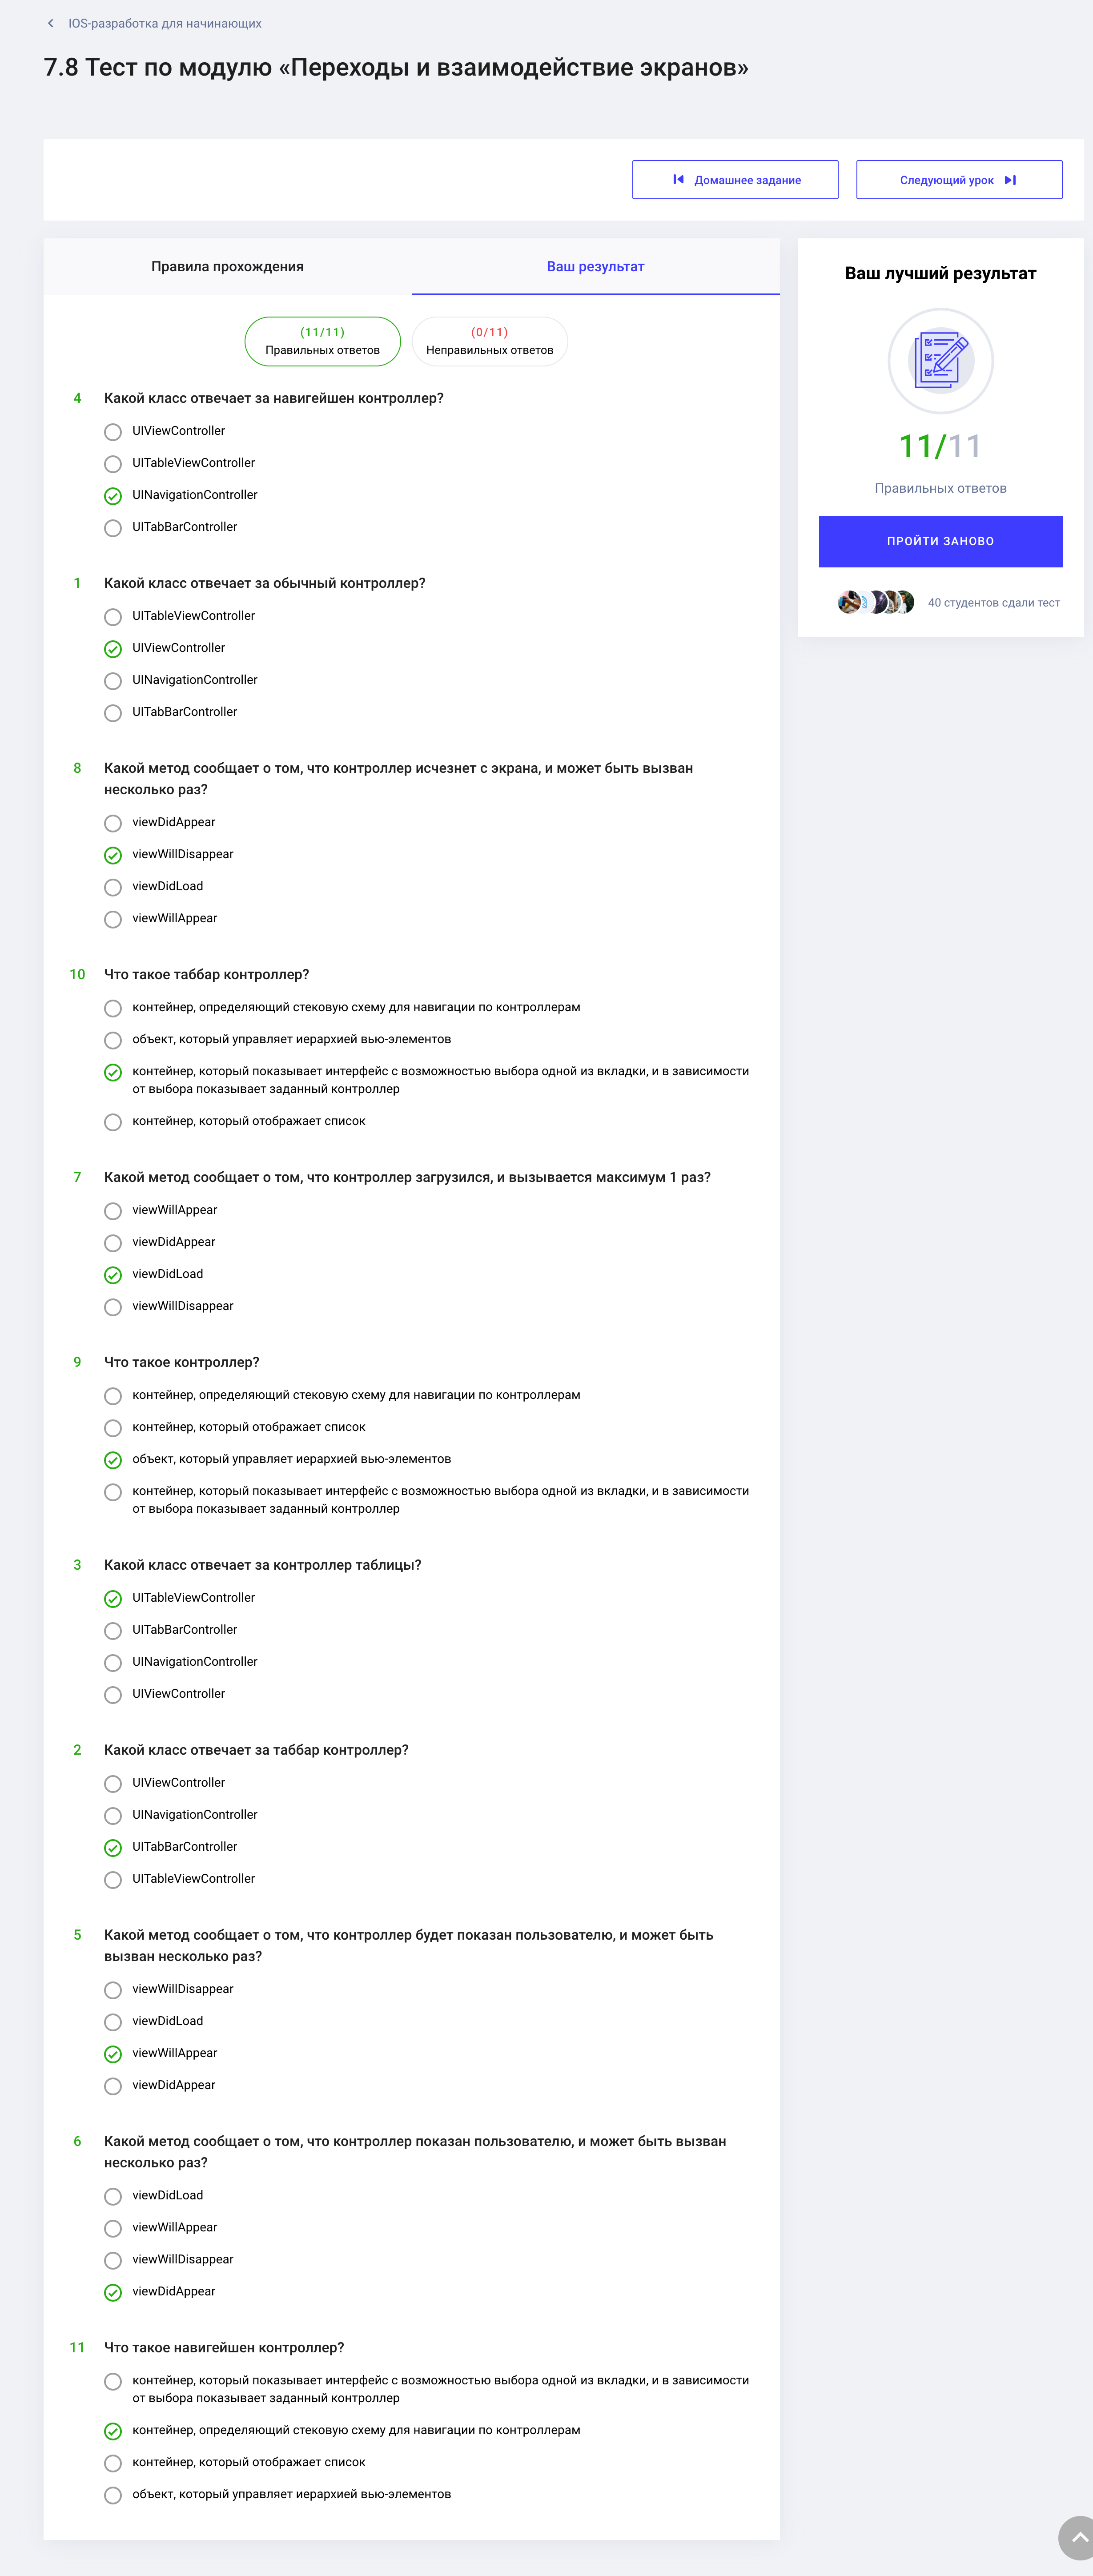 IOS-разработка для начинающих
7.8 Тест по модулю «Переходы и взаимодействие экранов»
Домашнее задание
Следующий урок
Правила прохождения
Ваш результат
(11/11)
Правильных ответов
(0/11)
Неправильных ответов
4 Какой класс отвечает за навигейшен контроллер?
UIViewController
UITableViewController
UINavigationController
UITabBarController
1 Какой класс отвечает за обычный контроллер?
UITableViewController
UIViewController
UINavigationController
UITabBarController
8 Какой метод сообщает о том, что контроллер исчезнет с экрана, и может быть вызван
несколько раз?
viewDidAppear
viewWillDisappear
viewDidLoad
viewWillAppear
10 Что такое таббар контроллер?
контейнер, определяющий стековую схему для навигации по контроллерам
объект, который управляет иерархией вью-элементов
контейнер, который показывает интерфейс с возможностью выбора одной из вкладки, и в зависимости
от выбора показывает заданный контроллер
контейнер, который отображает список
7 Какой метод сообщает о том, что контроллер загрузился, и вызывается максимум 1 раз?
viewWillAppear
viewDidAppear
viewDidLoad
viewWillDisappear
9 Что такое контроллер?
контейнер, определяющий стековую схему для навигации по контроллерам
контейнер, который отображает список
объект, который управляет иерархией вью-элементов
контейнер, который показывает интерфейс с возможностью выбора одной из вкладки, и в зависимости
от выбора показывает заданный контроллер
3 Какой класс отвечает за контроллер таблицы?
UITableViewController
UITabBarController
UINavigationController
UIViewController
2 Какой класс отвечает за таббар контроллер?
UIViewController
UINavigationController
UITabBarController
UITableViewController
5 Какой метод сообщает о том, что контроллер будет показан пользователю, и может быть
вызван несколько раз?
viewWillDisappear
viewDidLoad
viewWillAppear
viewDidAppear
6 Какой метод сообщает о том, что контроллер показан пользователю, и может быть вызван
несколько раз?
viewDidLoad
viewWillAppear
viewWillDisappear
viewDidAppear
11 Что такое навигейшен контроллер?
контейнер, который показывает интерфейс с возможностью выбора одной из вкладки, и в зависимости
от выбора показывает заданный контроллер
контейнер, определяющий стековую схему для навигации по контроллерам
контейнер, который отображает список
объект, который управляет иерархией вью-элементов
Ваш лучший результат
11/11
Правильных ответов
ПРОЙТИ ЗАНОВО
40 студентов сдали тест